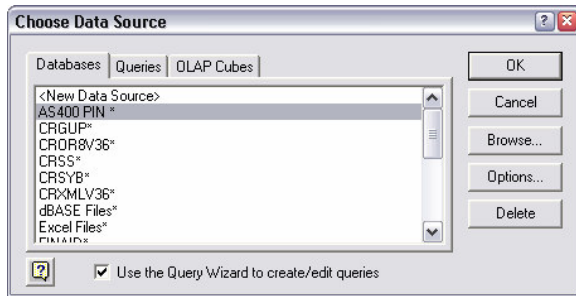 Choose Data Source
Databases Queries OLAP Cubes
<New Data Source>
AS400 PIN *
CRGUP*
CROR8V36*
CRSS*
CRSYB*
CRXMLV36*
dBASE Files*
Excel Files*
FINAID*
Use the Query Wizard to create/edit queries
OK
Cancel
Browse...
Options...
Delete